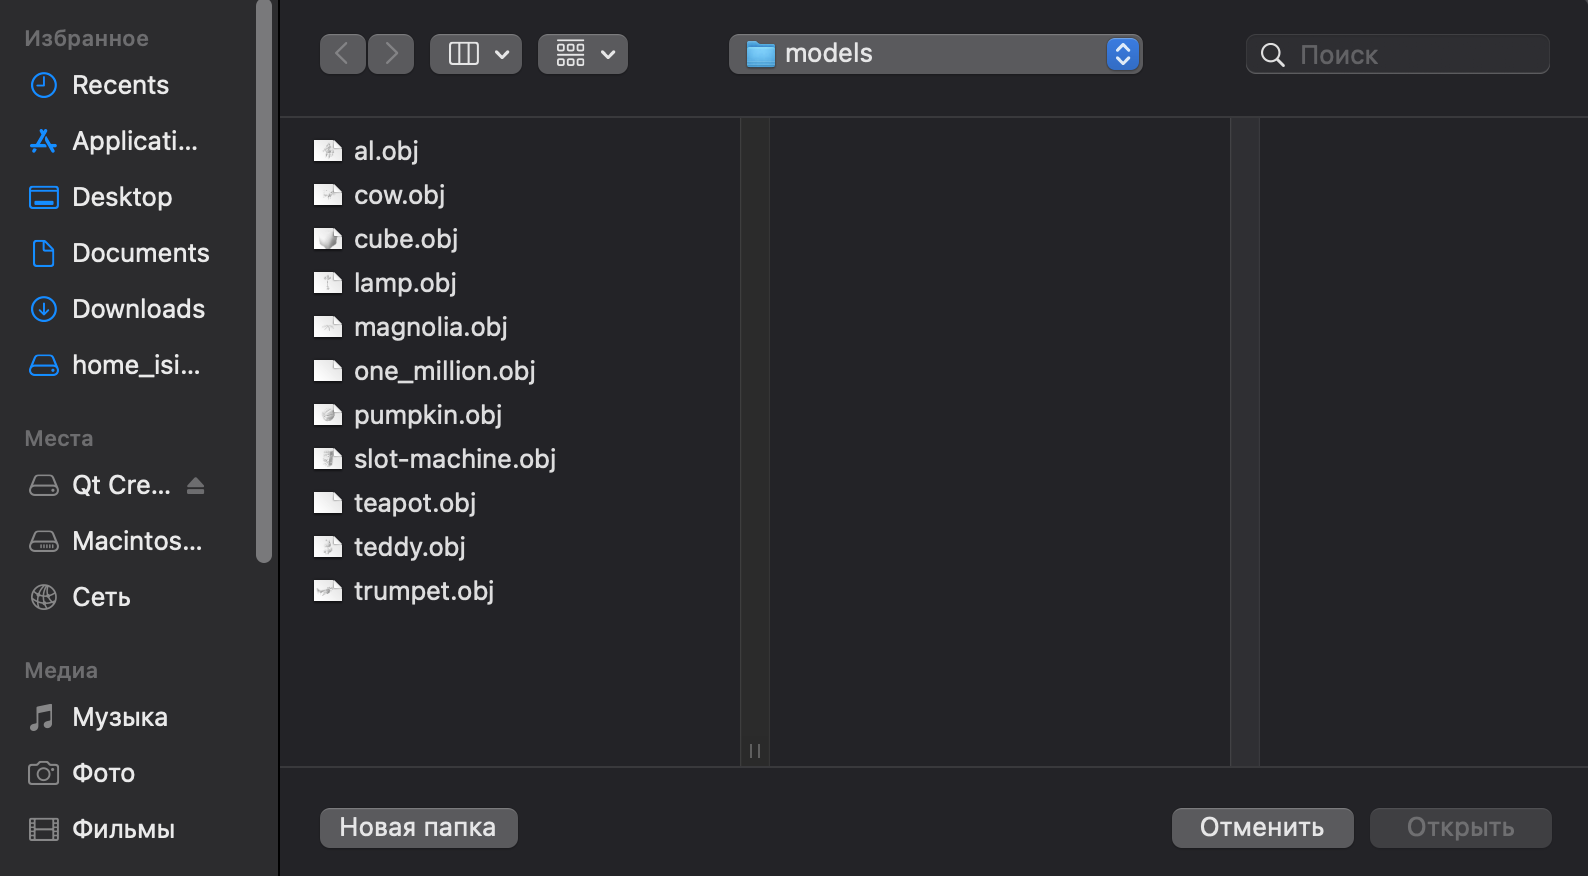 Избранное
Recents
Applicati...
Desktop
Documents
Downloads
home_isi...
Места
Qt Cre...
Macintos...
Сеть
Медиа
Музыка
Фото
Фильмы
models
Поиск
al.obj
cow.obj
cube.obj
lamp.obj
magnolia.obj
one_million.obj
pumpkin.obj
slot-machine.obj
teapot.obj
teddy.obj
trumpet.obj
Новая папка
Отменить
Открыть